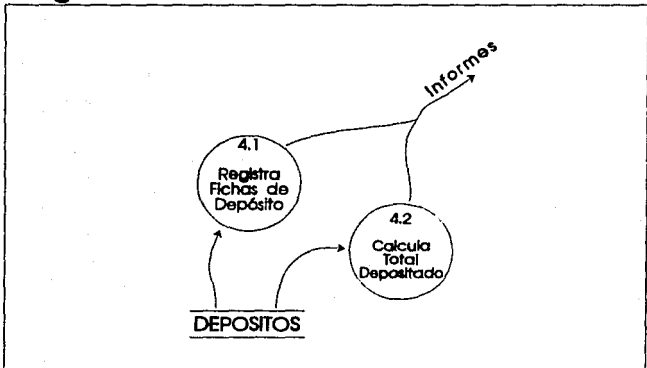 Informes
4.1
Registra
Fichas de
Depósito
4.2
Calcula
Total
Depositado
DEPOSITOS